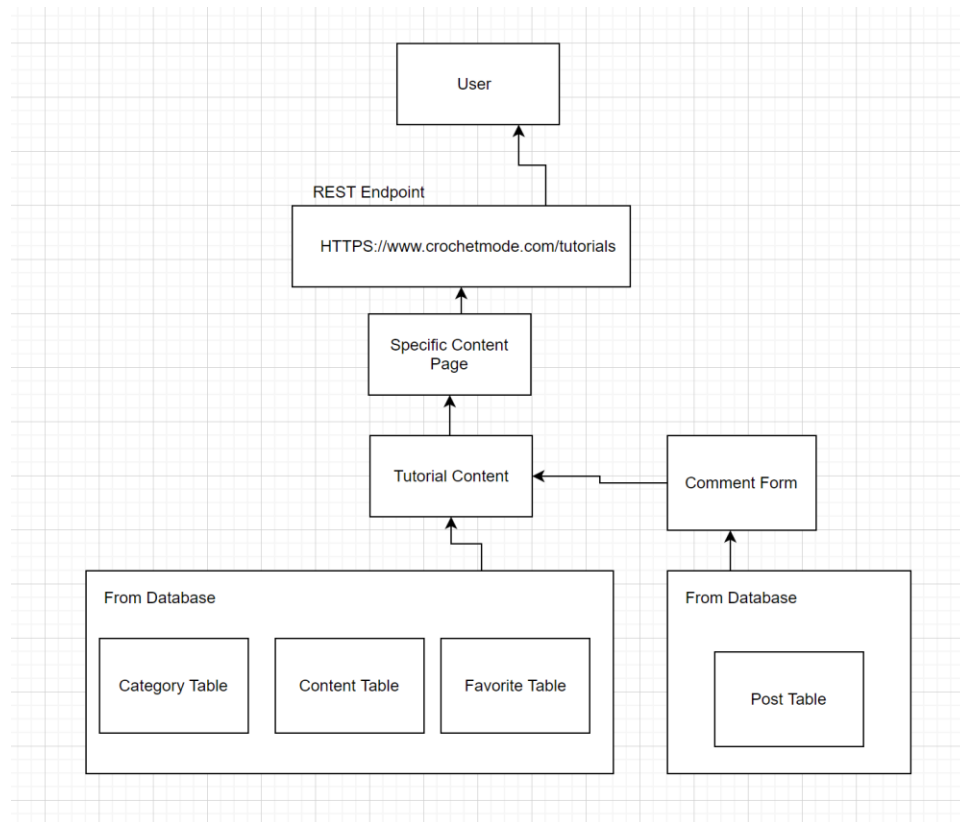 User
REST Endpoint
HTTPS://www.crochetmode.com/tutorials
Specific Content
Page
Tutorial Content
Comment Form
From Database
Category Table
Content Table
Favorite Table
From Database
Post Table